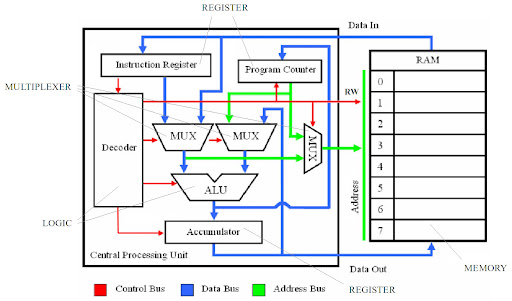 REGISTER
Data In
Instruction Register
Program Counter
RAM
MULTIPLEXER
RW
0
1
2
3
4
5
6
7
MUX
MUX
MUX
Decoder
ALU
Address
LOGIC
Accumulator
Central Processing Unit
Data Out
MEMORY
REGISTER
Control Bus
Data Bus
Address Bus